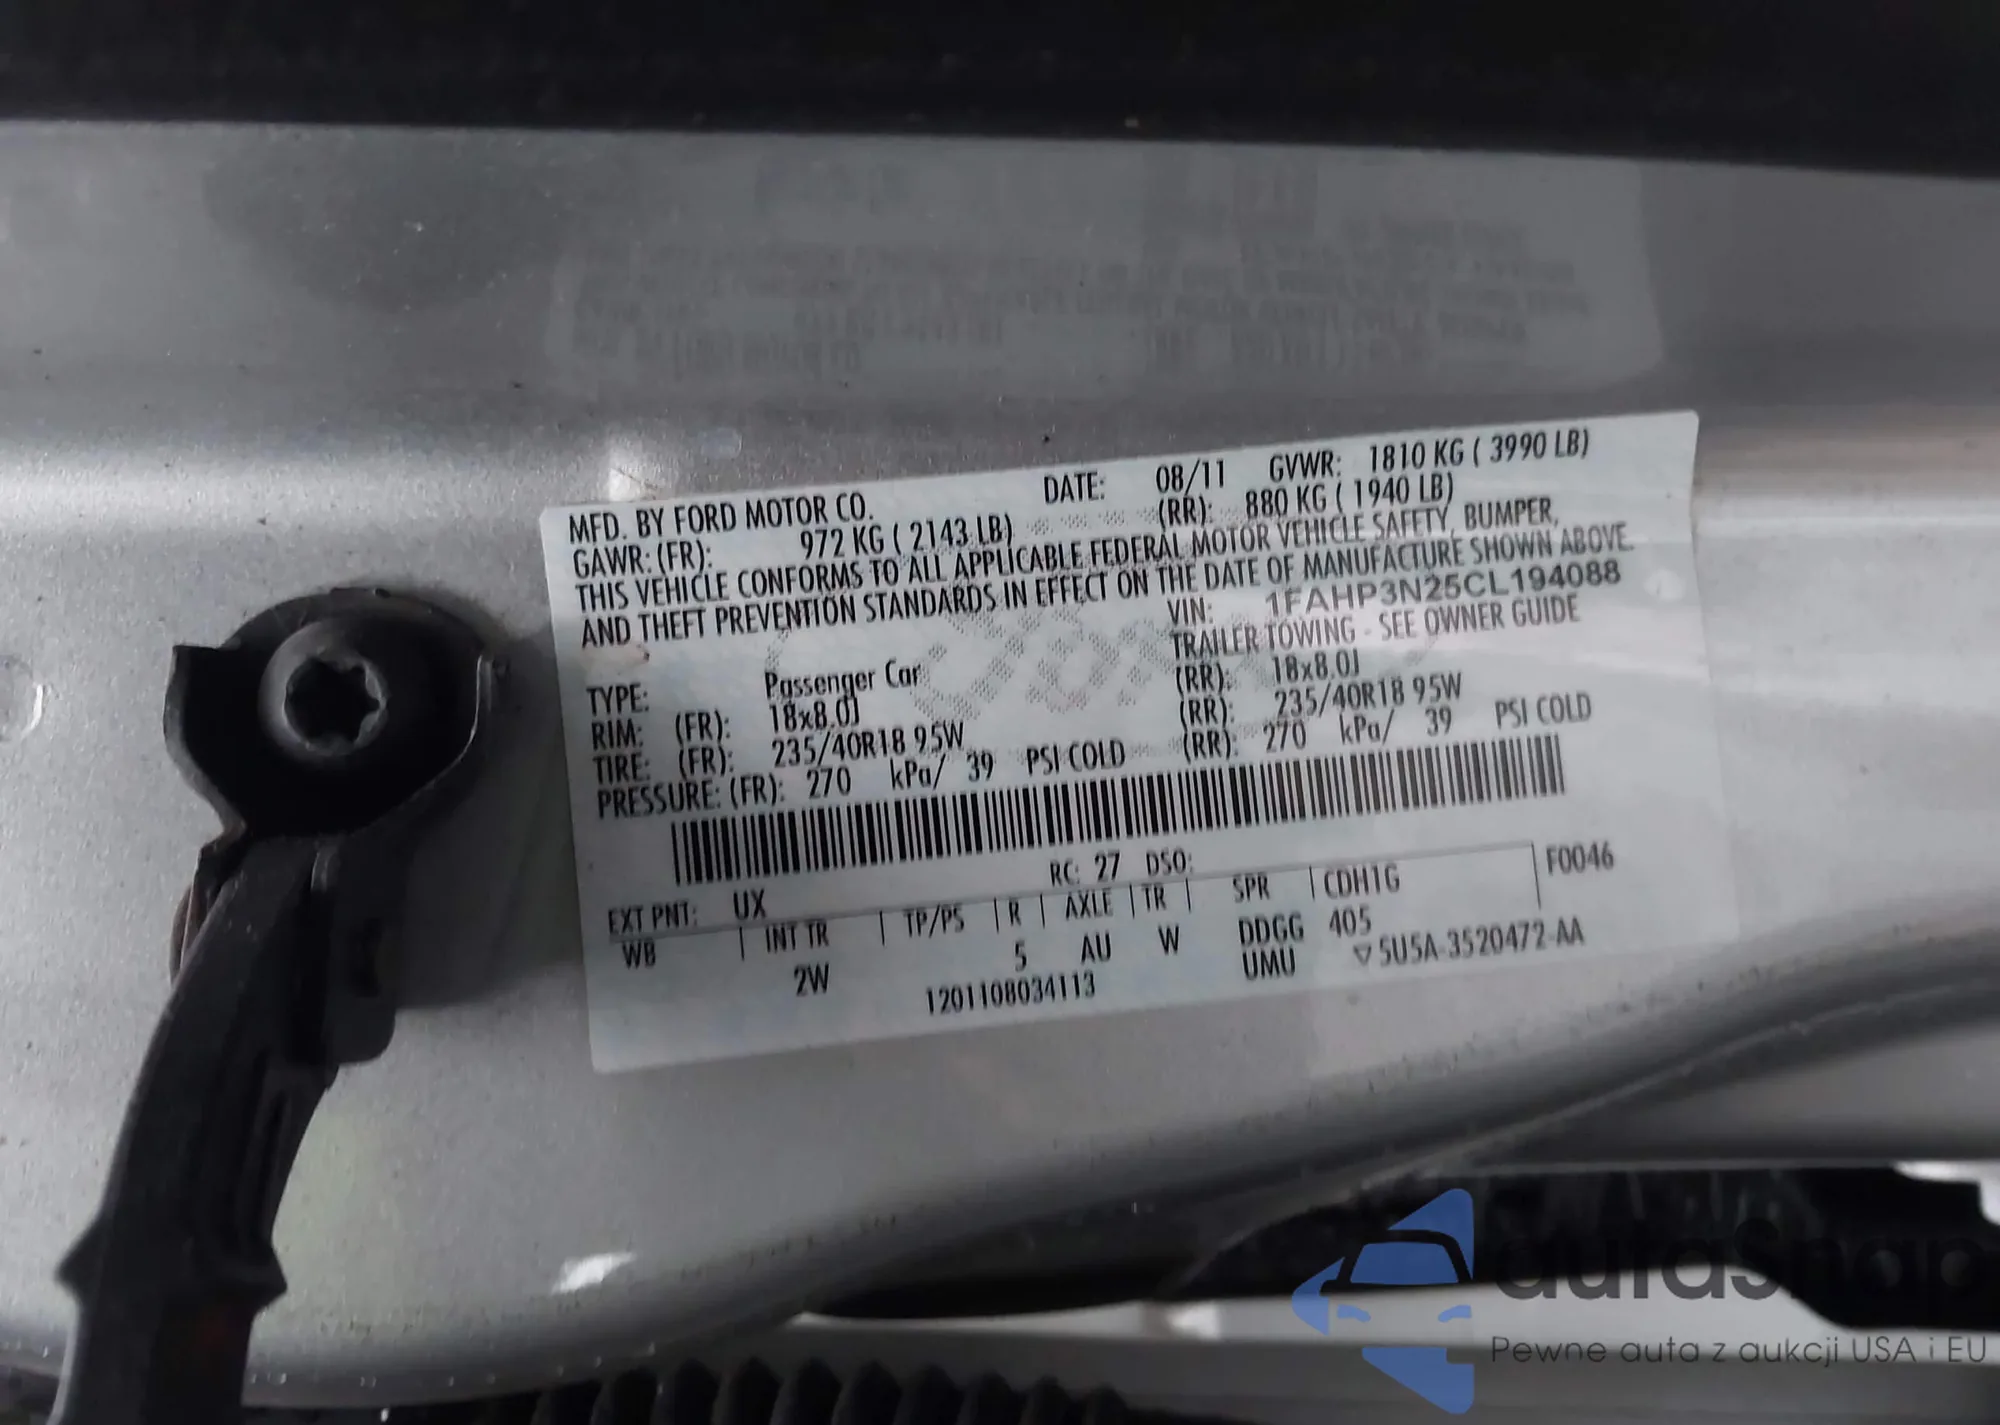 MFD. BY FORD MOTOR CO. DATE: 08/11 GVWR: 1810 KG ( 3990 LB)
GAWR: (FR): 972 KG ( 2143 LB) (RR): 880 KG ( 1940 LB)
THIS VEHICLE CONFORMS TO ALL APPLICABLE FEDERAL MOTOR VEHICLE SAFETY, BUMPER,
AND THEFT PREVENTION STANDARDS IN EFFECT ON THE DATE OF MANUFACTURE SHOWN ABOVE.
VIN: 1FAHP3N25CL194088
TYPE: Passenger Car TRAILER TOWING - SEE OWNER GUIDE
RIM: (FR): 18x8.0J (RR): 18x8.0J
TIRE: (FR): 235/40R18 95W (RR): 235/40R18 95W
PRESSURE: (FR): 270 kPa/ 39 PSI COLD (RR): 270 kPa/ 39 PSI COLD
RC: 27 DSO: F0046
EXT PNT: UX
WB INT TR TP/PS R AXLE TR SPR CDH1G
2W 5 AU W DDGG 405
1201108034113 UMU ▽5U5A-3520472-AA
autaSnap
Pewne auta z aukcji USA i EU